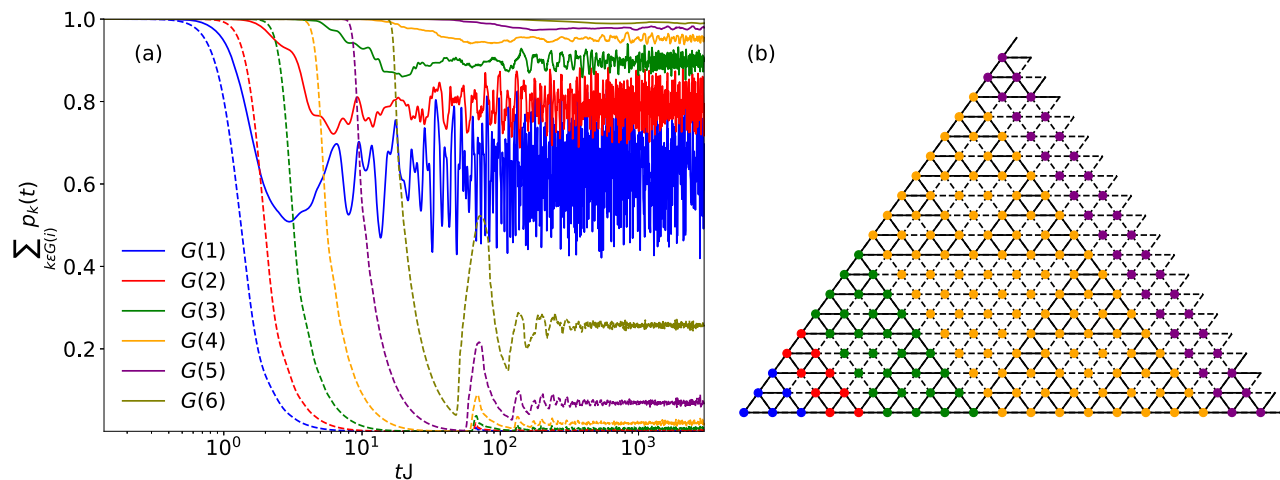 (a)
1.0
0.8
0.6
0.4
0.2
∑ p_k(t)
kϵG(i)
G(1)
G(2)
G(3)
G(4)
G(5)
G(6)
10^0
10^1
10^2
10^3
tJ
(b)